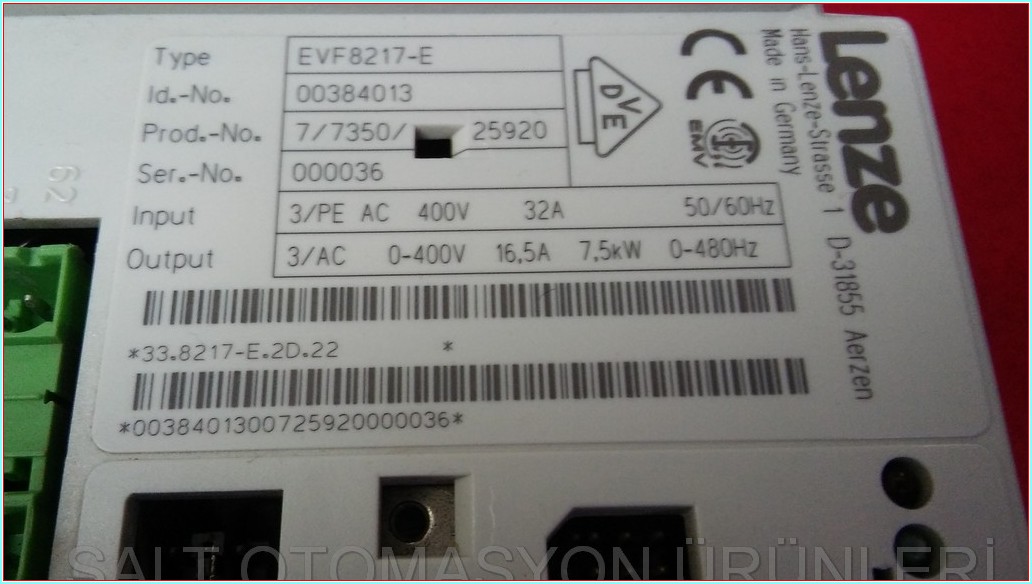 Type EVF8217-E
Id.-No. 00384013
Prod.-No. 7/7350/ 25920
Ser.-No. 000036
Input 3/PE AC 400V 32A 50/60Hz
Output 3/AC 0-400V 16,5A 7,5kW 0-480Hz
*33.8217-E.2D.22 *
*0038401300725920000036*
VDE
CE
EMV
Lenze
Hans-Lenze-Strasse 1 D-31855 Aerzen
Made in Germany
62
SALT OTOMASYON ÜRÜNLERİ